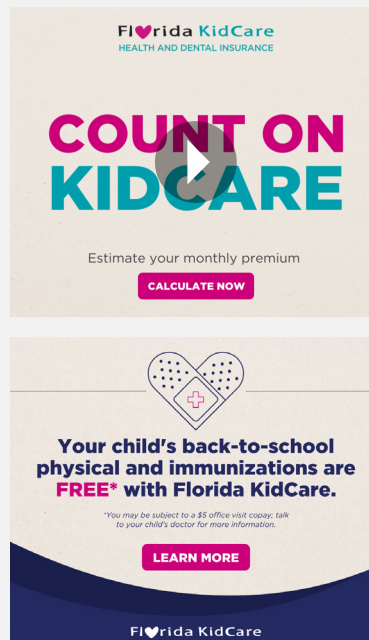 Florida KidCare
HEALTH AND DENTAL INSURANCE
COUNT ON
KIDCARE
Estimate your monthly premium
CALCULATE NOW
Your child's back-to-school
physical and immunizations are
FREE* with Florida KidCare.
*You may be subject to a $5 office visit copay; talk
to your child's doctor for more information.
LEARN MORE
Florida KidCare